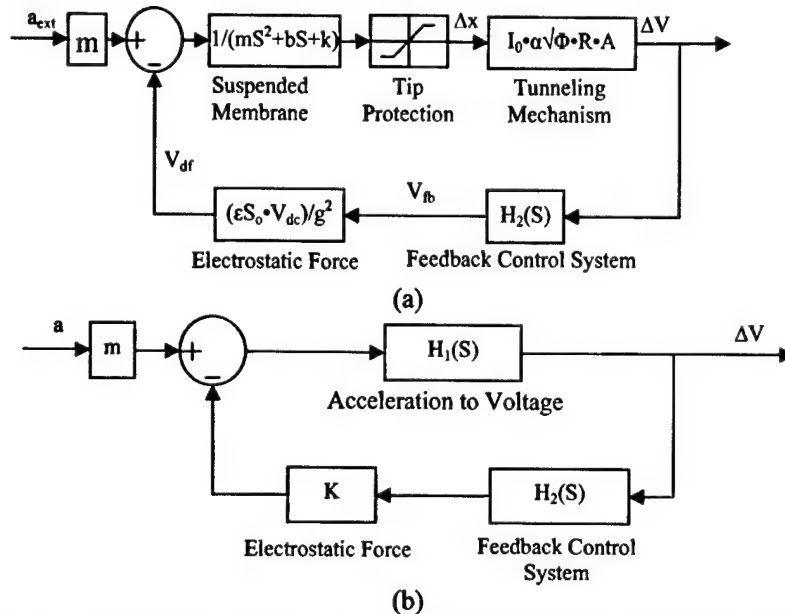 a_ext
m
+
−
1/(mS²+bS+k)
Δx
I₀•α√Φ•R•A
ΔV
Suspended
Membrane
Tip
Protection
Tunneling
Mechanism
V_df
V_fb
(εS₀•V_dc)/g²
H₂(S)
Electrostatic Force
Feedback Control System
(a)
a
m
+
−
H₁(S)
ΔV
Acceleration to Voltage
K
H₂(S)
Electrostatic Force
Feedback Control
System
(b)